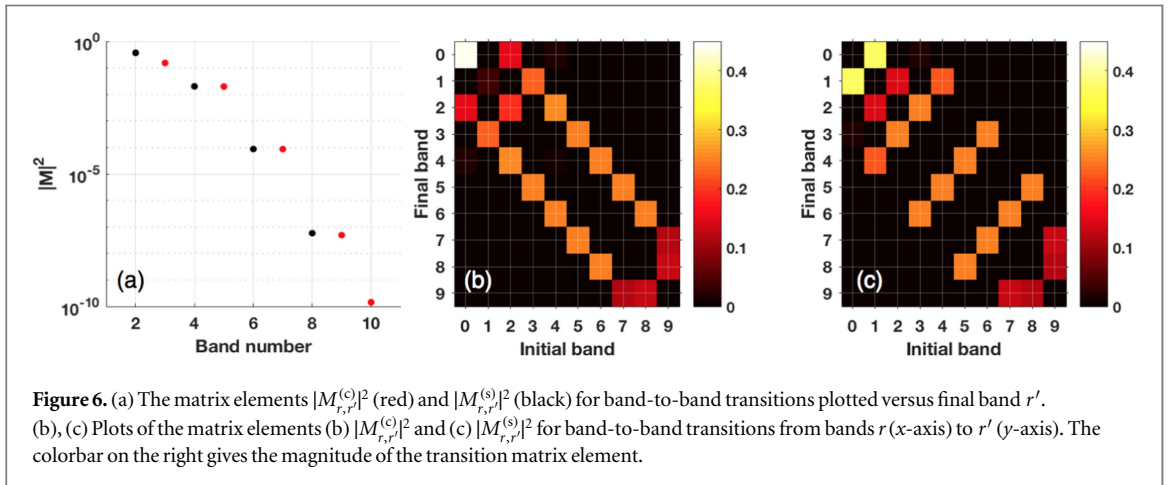 10^0
10^-5
10^-10
|M|^2
2 4 6 8 10
Band number
(a)
0
1
2
3
4
5
6
7
8
9
Final band
0 1 2 3 4 5 6 7 8 9
Initial band
(b)
0.4
0.3
0.2
0.1
0
0
1
2
3
4
5
6
7
8
9
Final band
0 1 2 3 4 5 6 7 8 9
Initial band
(c)
0.4
0.3
0.2
0.1
0
Figure 6. (a) The matrix elements |M_{r,r′}^{(c)}|² (red) and |M_{r,r′}^{(s)}|² (black) for band-to-band transitions plotted versus final band r′.
(b), (c) Plots of the matrix elements (b) |M_{r,r′}^{(c)}|² and (c) |M_{r,r′}^{(s)}|² for band-to-band transitions from bands r (x-axis) to r′ (y-axis). The
colorbar on the right gives the magnitude of the transition matrix element.